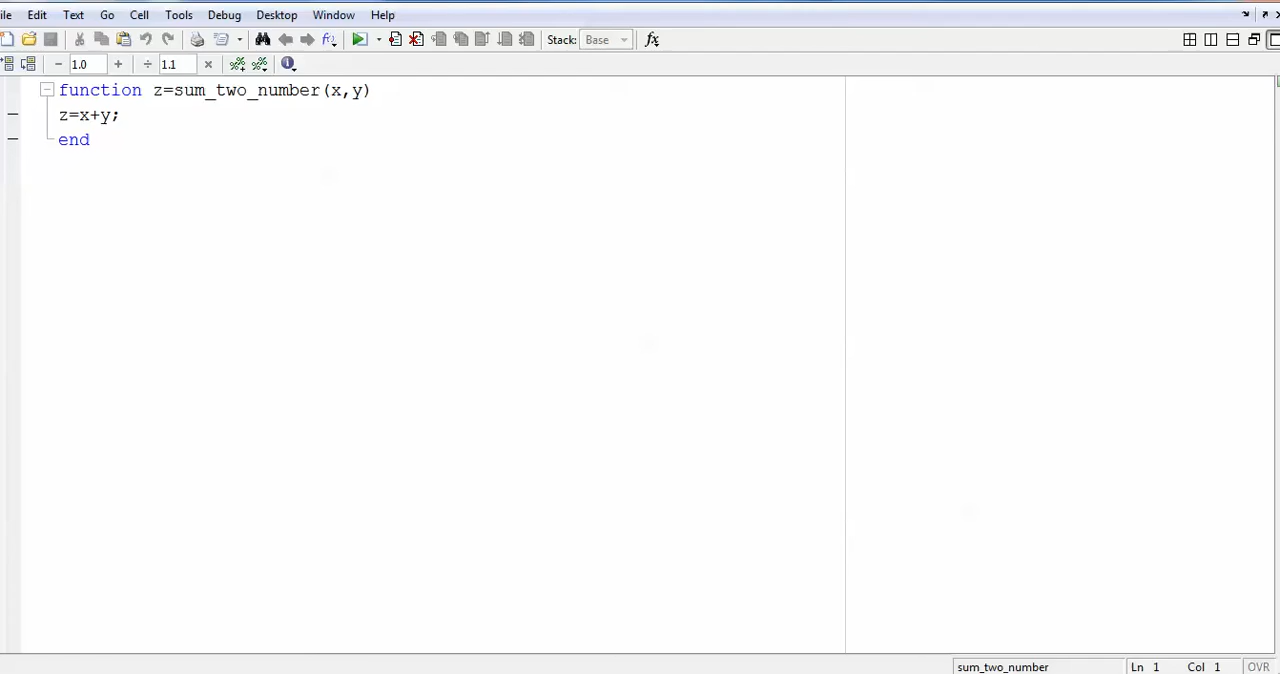 ile Edit Text Go Cell Tools Debug Desktop Window Help
Stack: Base fx
− 1.0 + ÷ 1.1 ×
function z=sum_two_number(x,y)
z=x+y;
end
sum_two_number Ln 1 Col 1 OVR